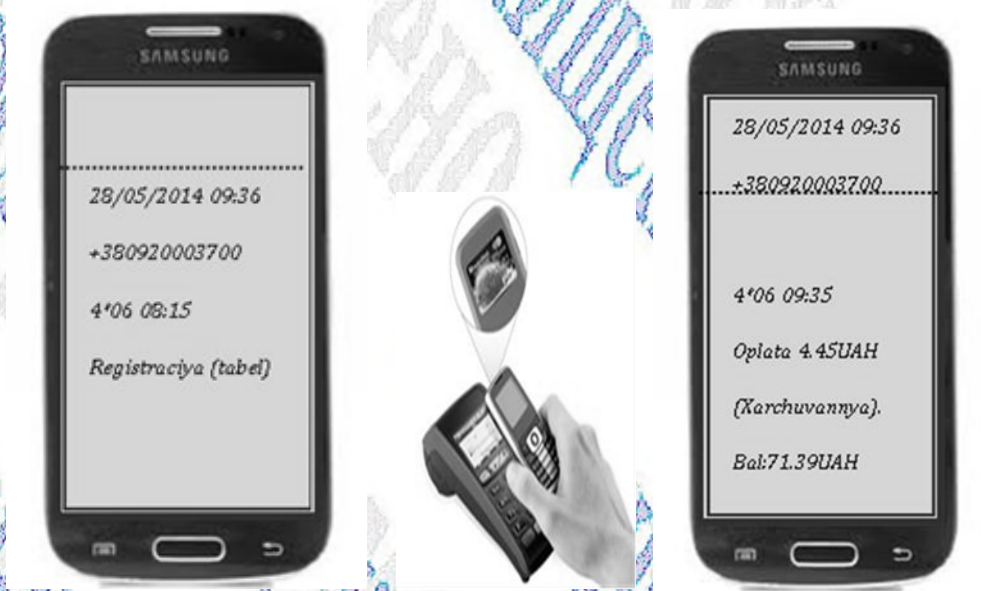 SAMSUNG
28/05/2014 09:36
+380920003700
4*06 08:15
Registraciya (tabel)
SAMSUNG
28/05/2014 09:36
+380920003700
4*06 09:35
Oplata 4.45UAH
(Xarchuvannya).
Bal:71.39UAH